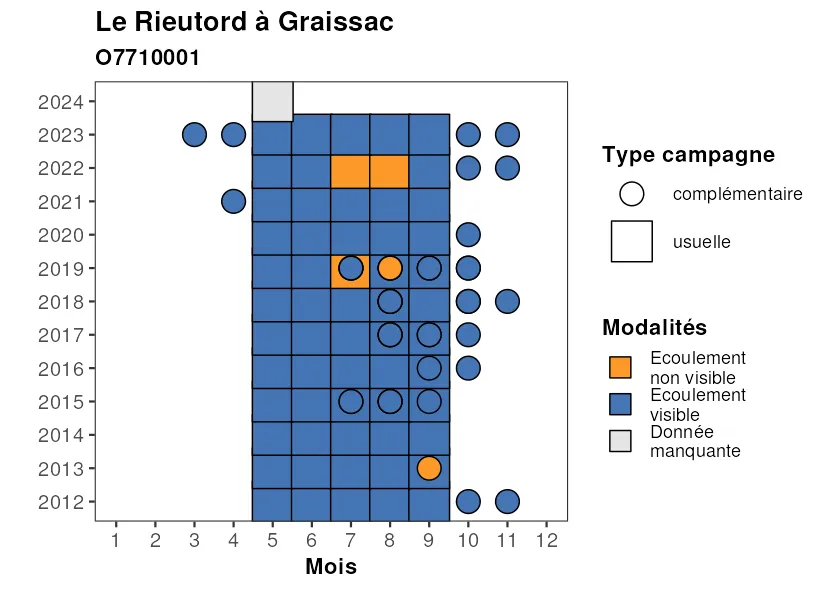 Le Rieutord à Graissac
O7710001
2024
2023
2022
2021
2020
2019
2018
2017
2016
2015
2014
2013
2012
1 2 3 4 5 6 7 8 9 10 11 12
Mois
Type campagne
complémentaire
usuelle
Modalités
Ecoulement
non visible
Ecoulement
visible
Donnée
manquante